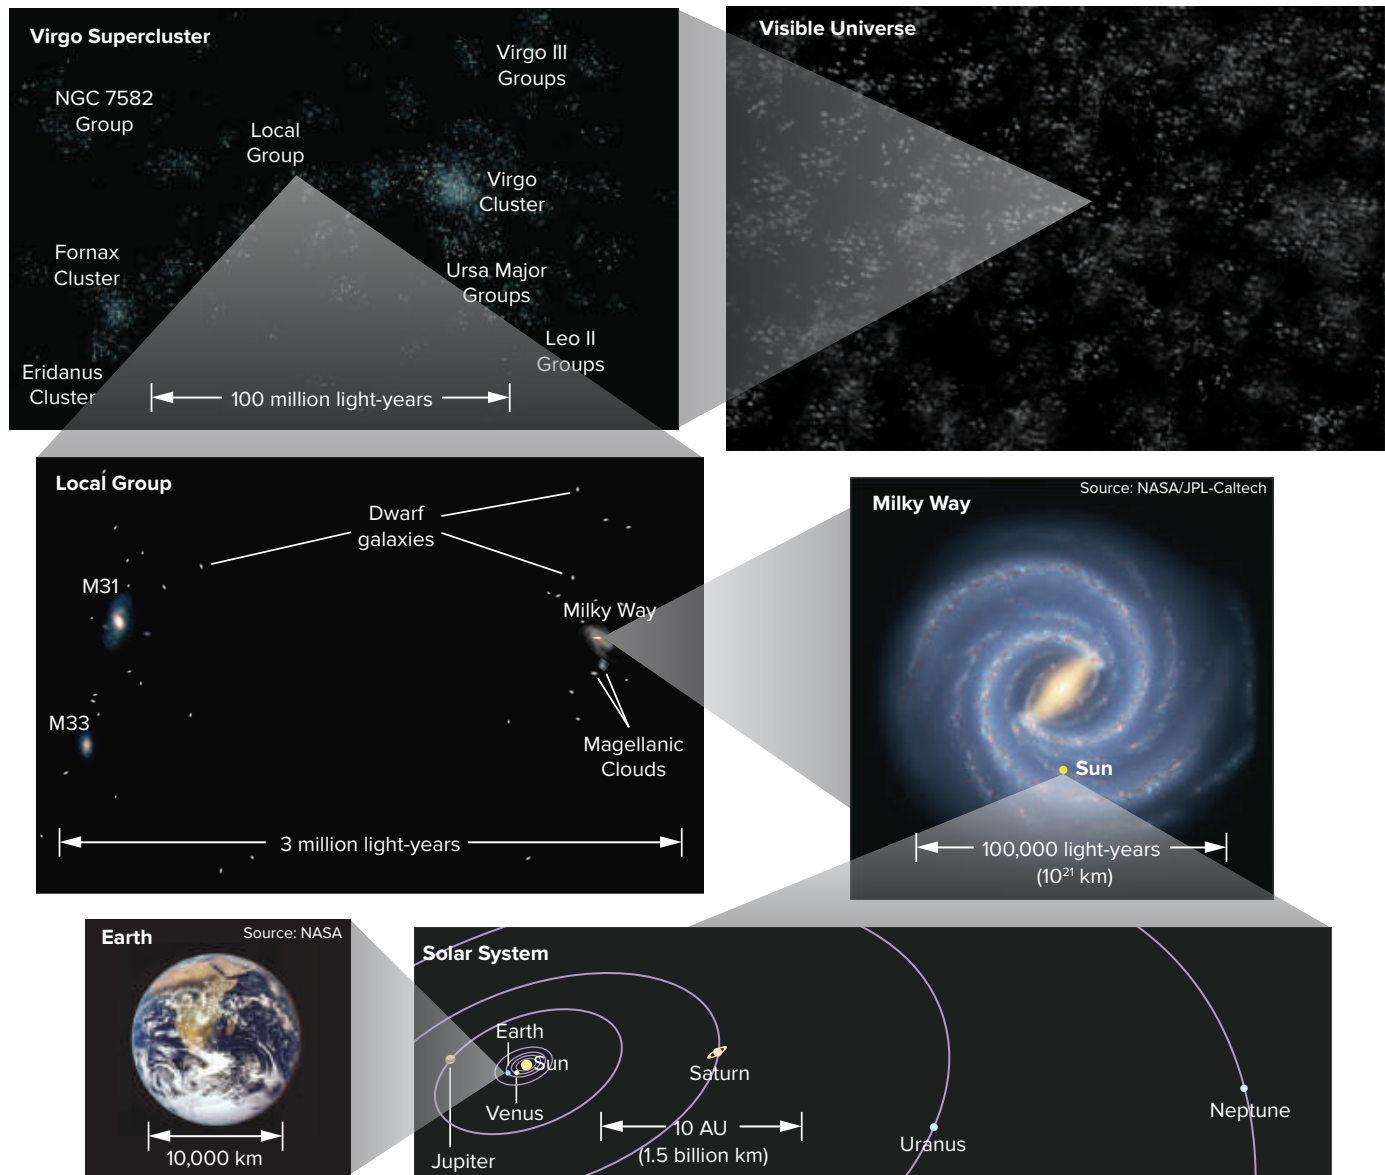 Virgo Supercluster
Virgo III
Groups
NGC 7582
Group
Local
Group
Virgo
Cluster
Fornax
Cluster
Ursa Major
Groups
Leo II
Groups
Eridanus
Cluster
100 million light-years
Visible Universe
Local Group
Dwarf
galaxies
M31
Milky Way
M33
Magellanic
Clouds
3 million light-years
Source: NASA/JPL-Caltech
Milky Way
Sun
100,000 light-years
(10²¹ km)
Earth
Source: NASA
10,000 km
Solar System
Earth
Sun
Venus
Jupiter
Saturn
10 AU
(1.5 billion km)
Uranus
Neptune